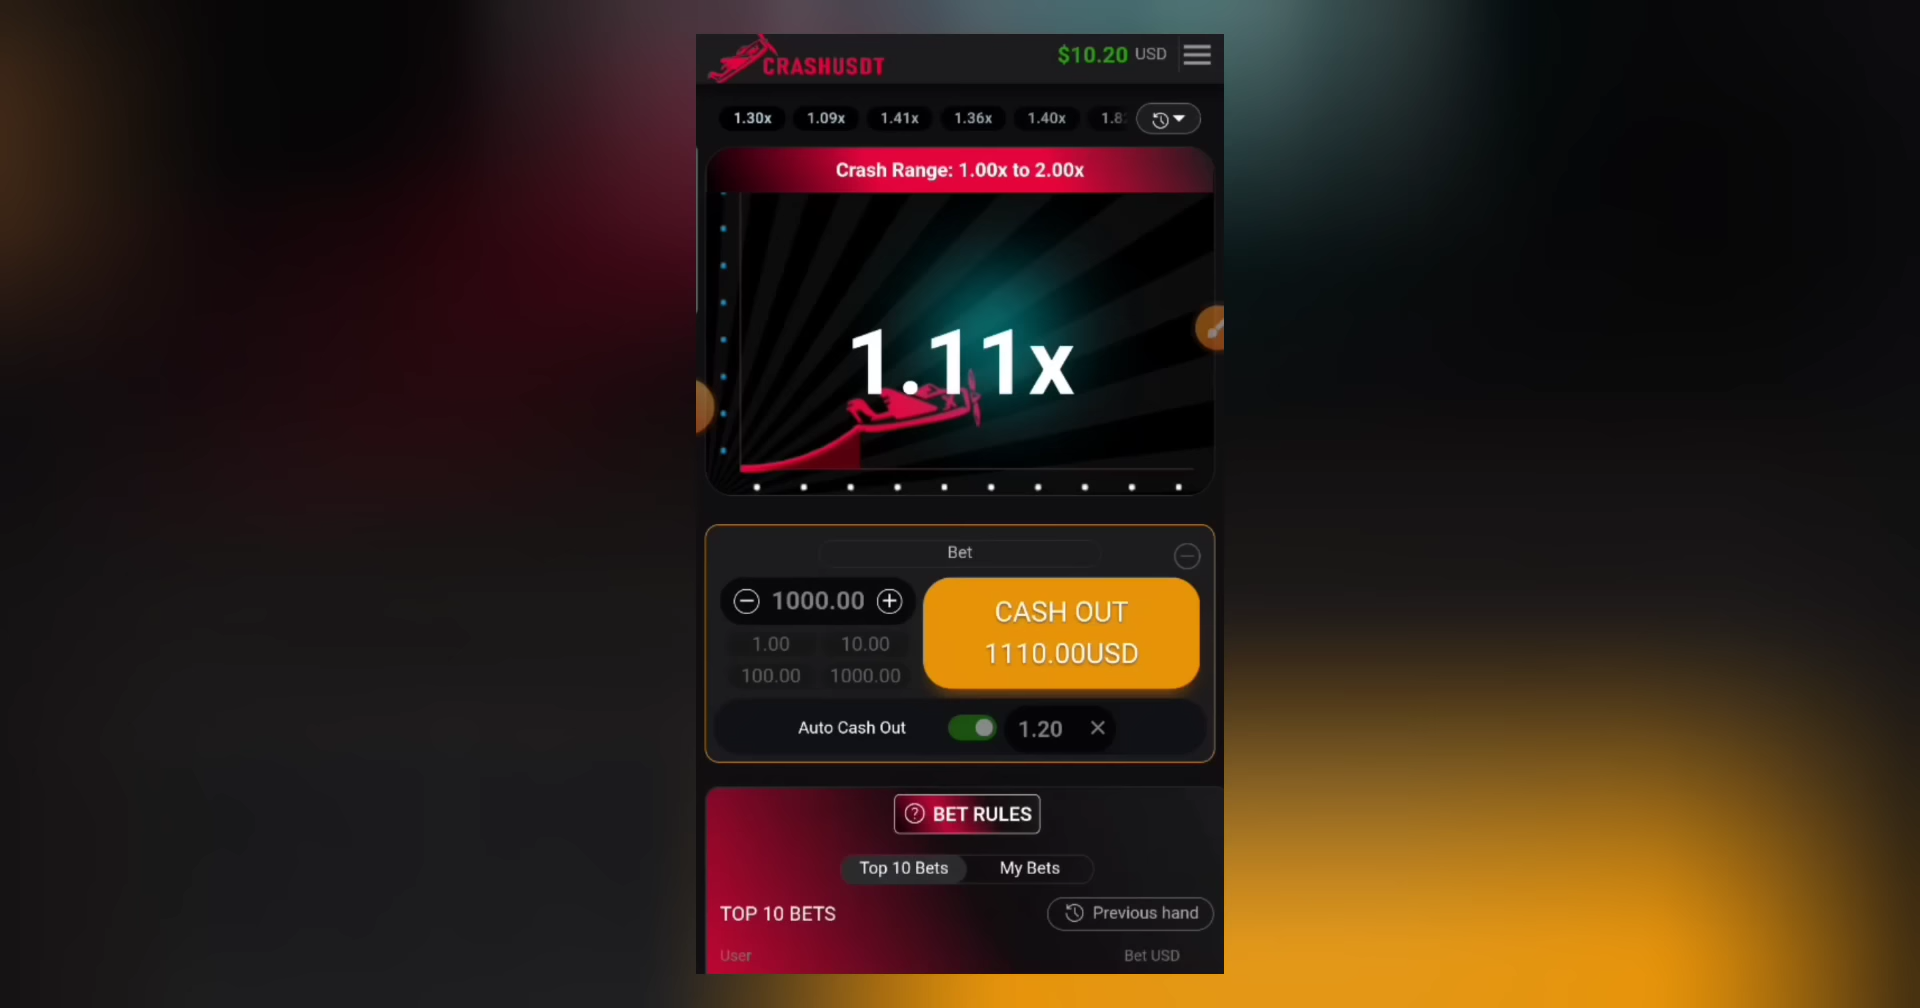 CRASHUSDT
$10.20 USD
1.30x 1.09x 1.41x 1.36x 1.40x
Crash Range: 1.00x to 2.00x
1.11x
Bet
1000.00
1.00 10.00
100.00 1000.00
CASH OUT
1110.00USD
Auto Cash Out 1.20
BET RULES
Top 10 Bets My Bets
TOP 10 BETS Previous hand
User Bet USD